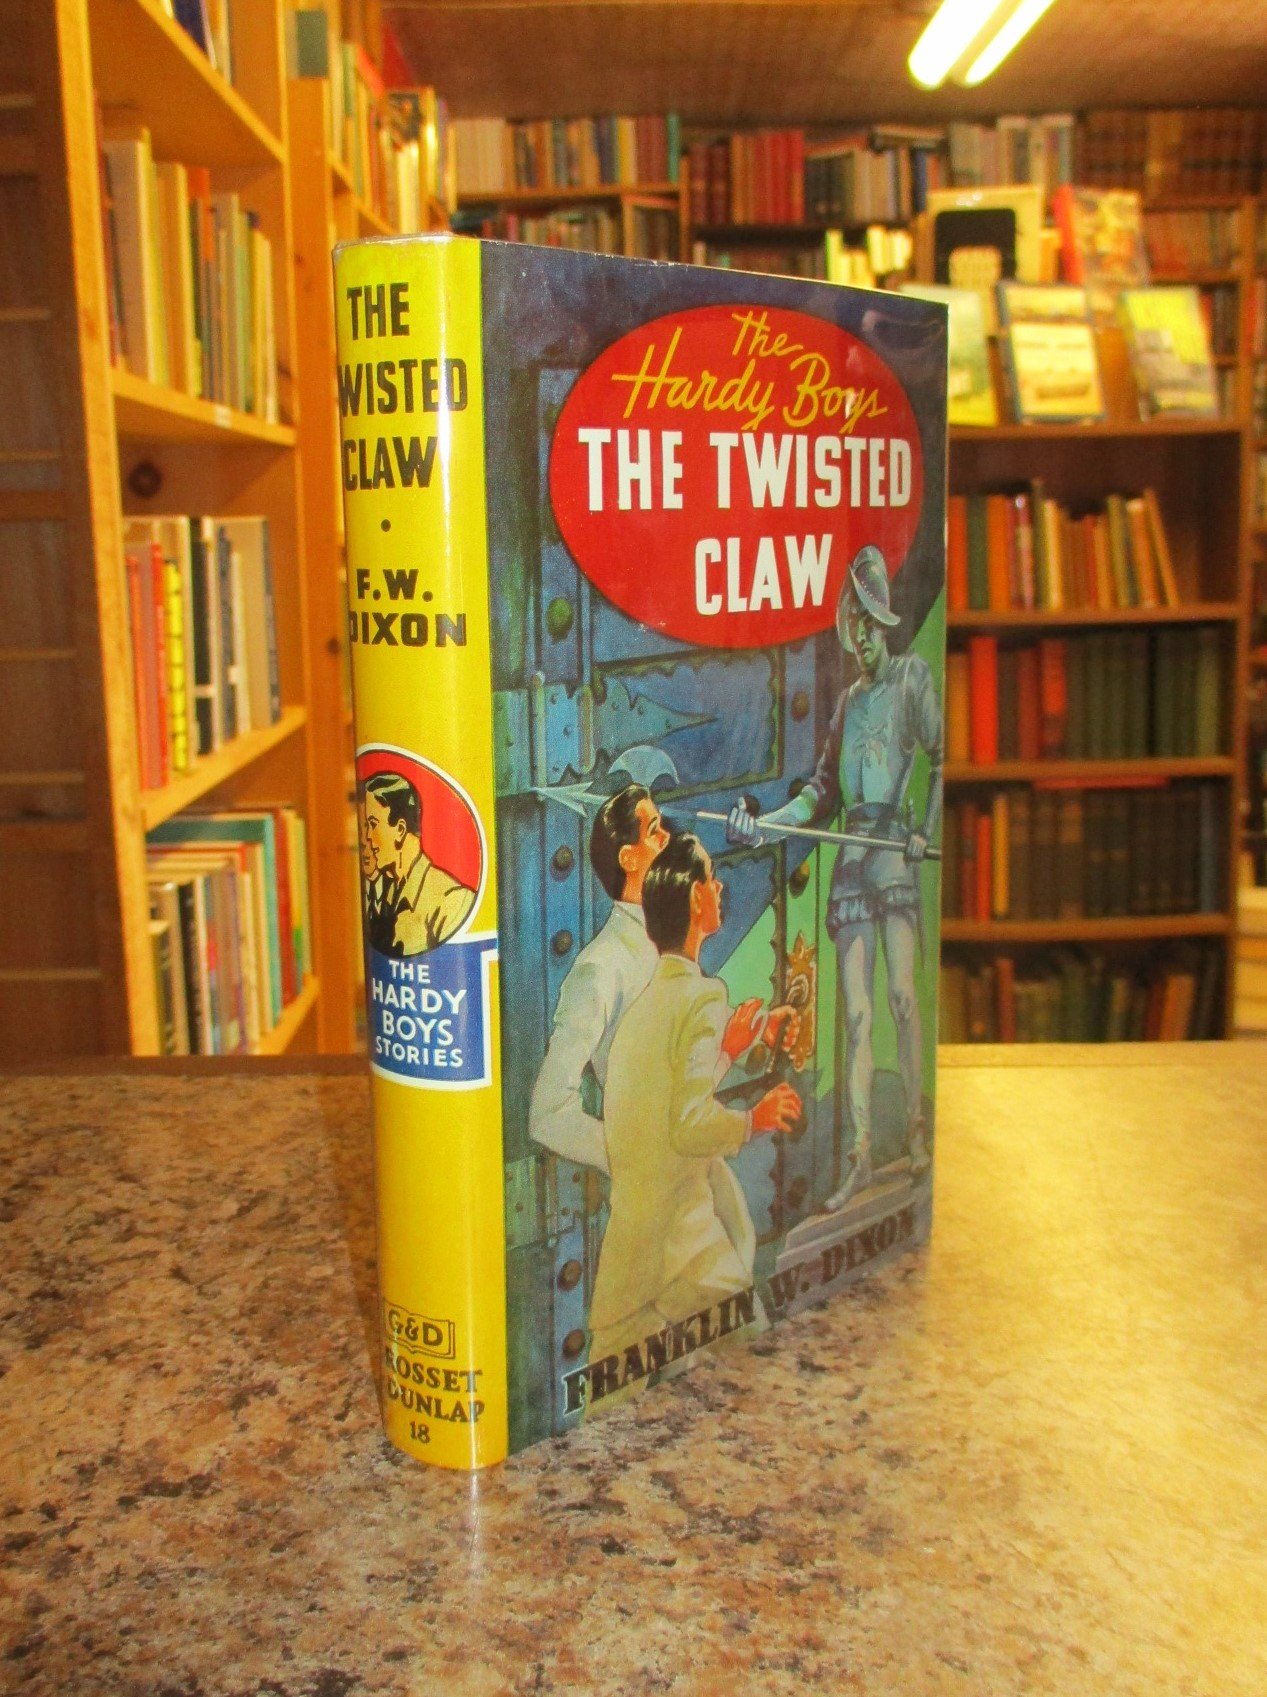 THE
TWISTED
CLAW
•
F.W.
DIXON
THE
HARDY
BOYS
STORIES
G&D
GROSSET
DUNLAP
18
The
Hardy Boys
THE TWISTED
CLAW
FRANKLIN W. DIXON